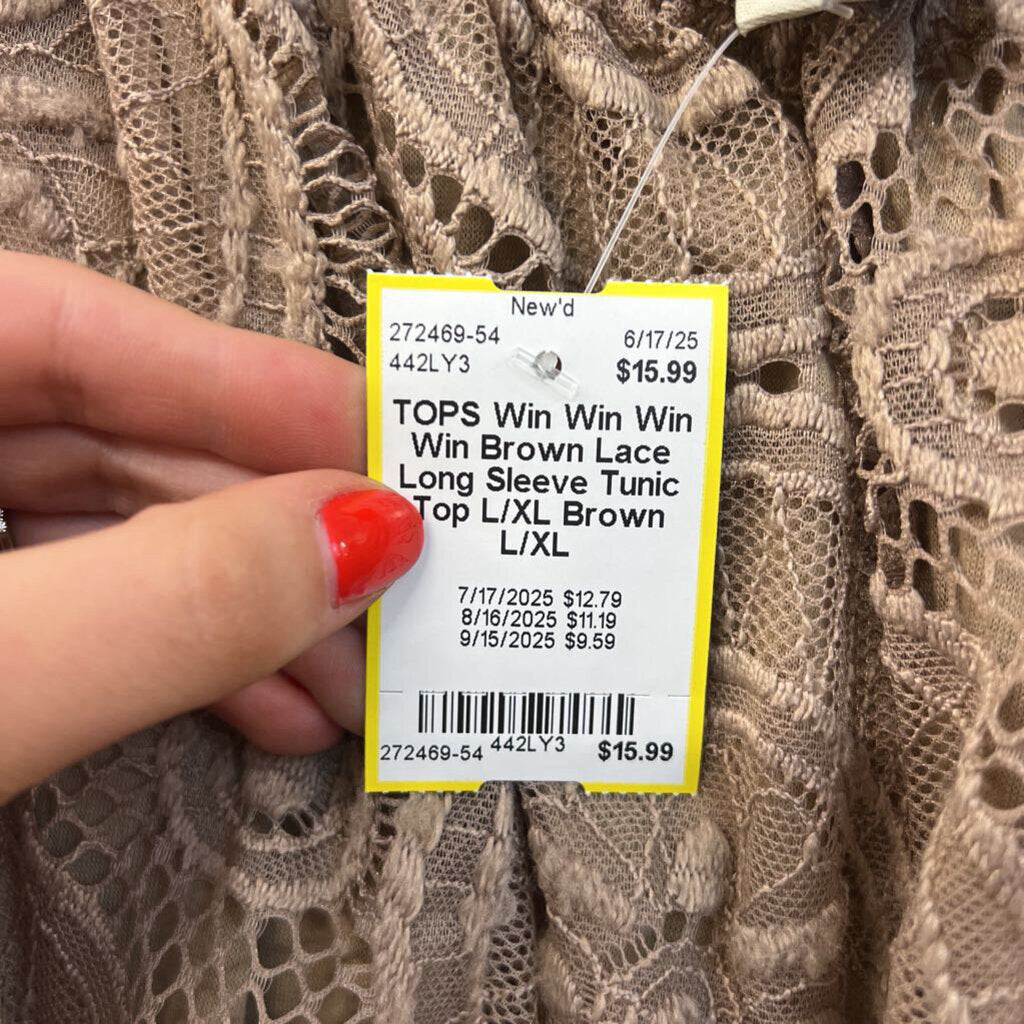 New'd
272469-54 6/17/25
442LY3 $15.99
TOPS Win Win Win
Win Brown Lace
Long Sleeve Tunic
Top L/XL Brown
L/XL
7/17/2025 $12.79
8/16/2025 $11.19
9/15/2025 $9.59
272469-54 442LY3 $15.99